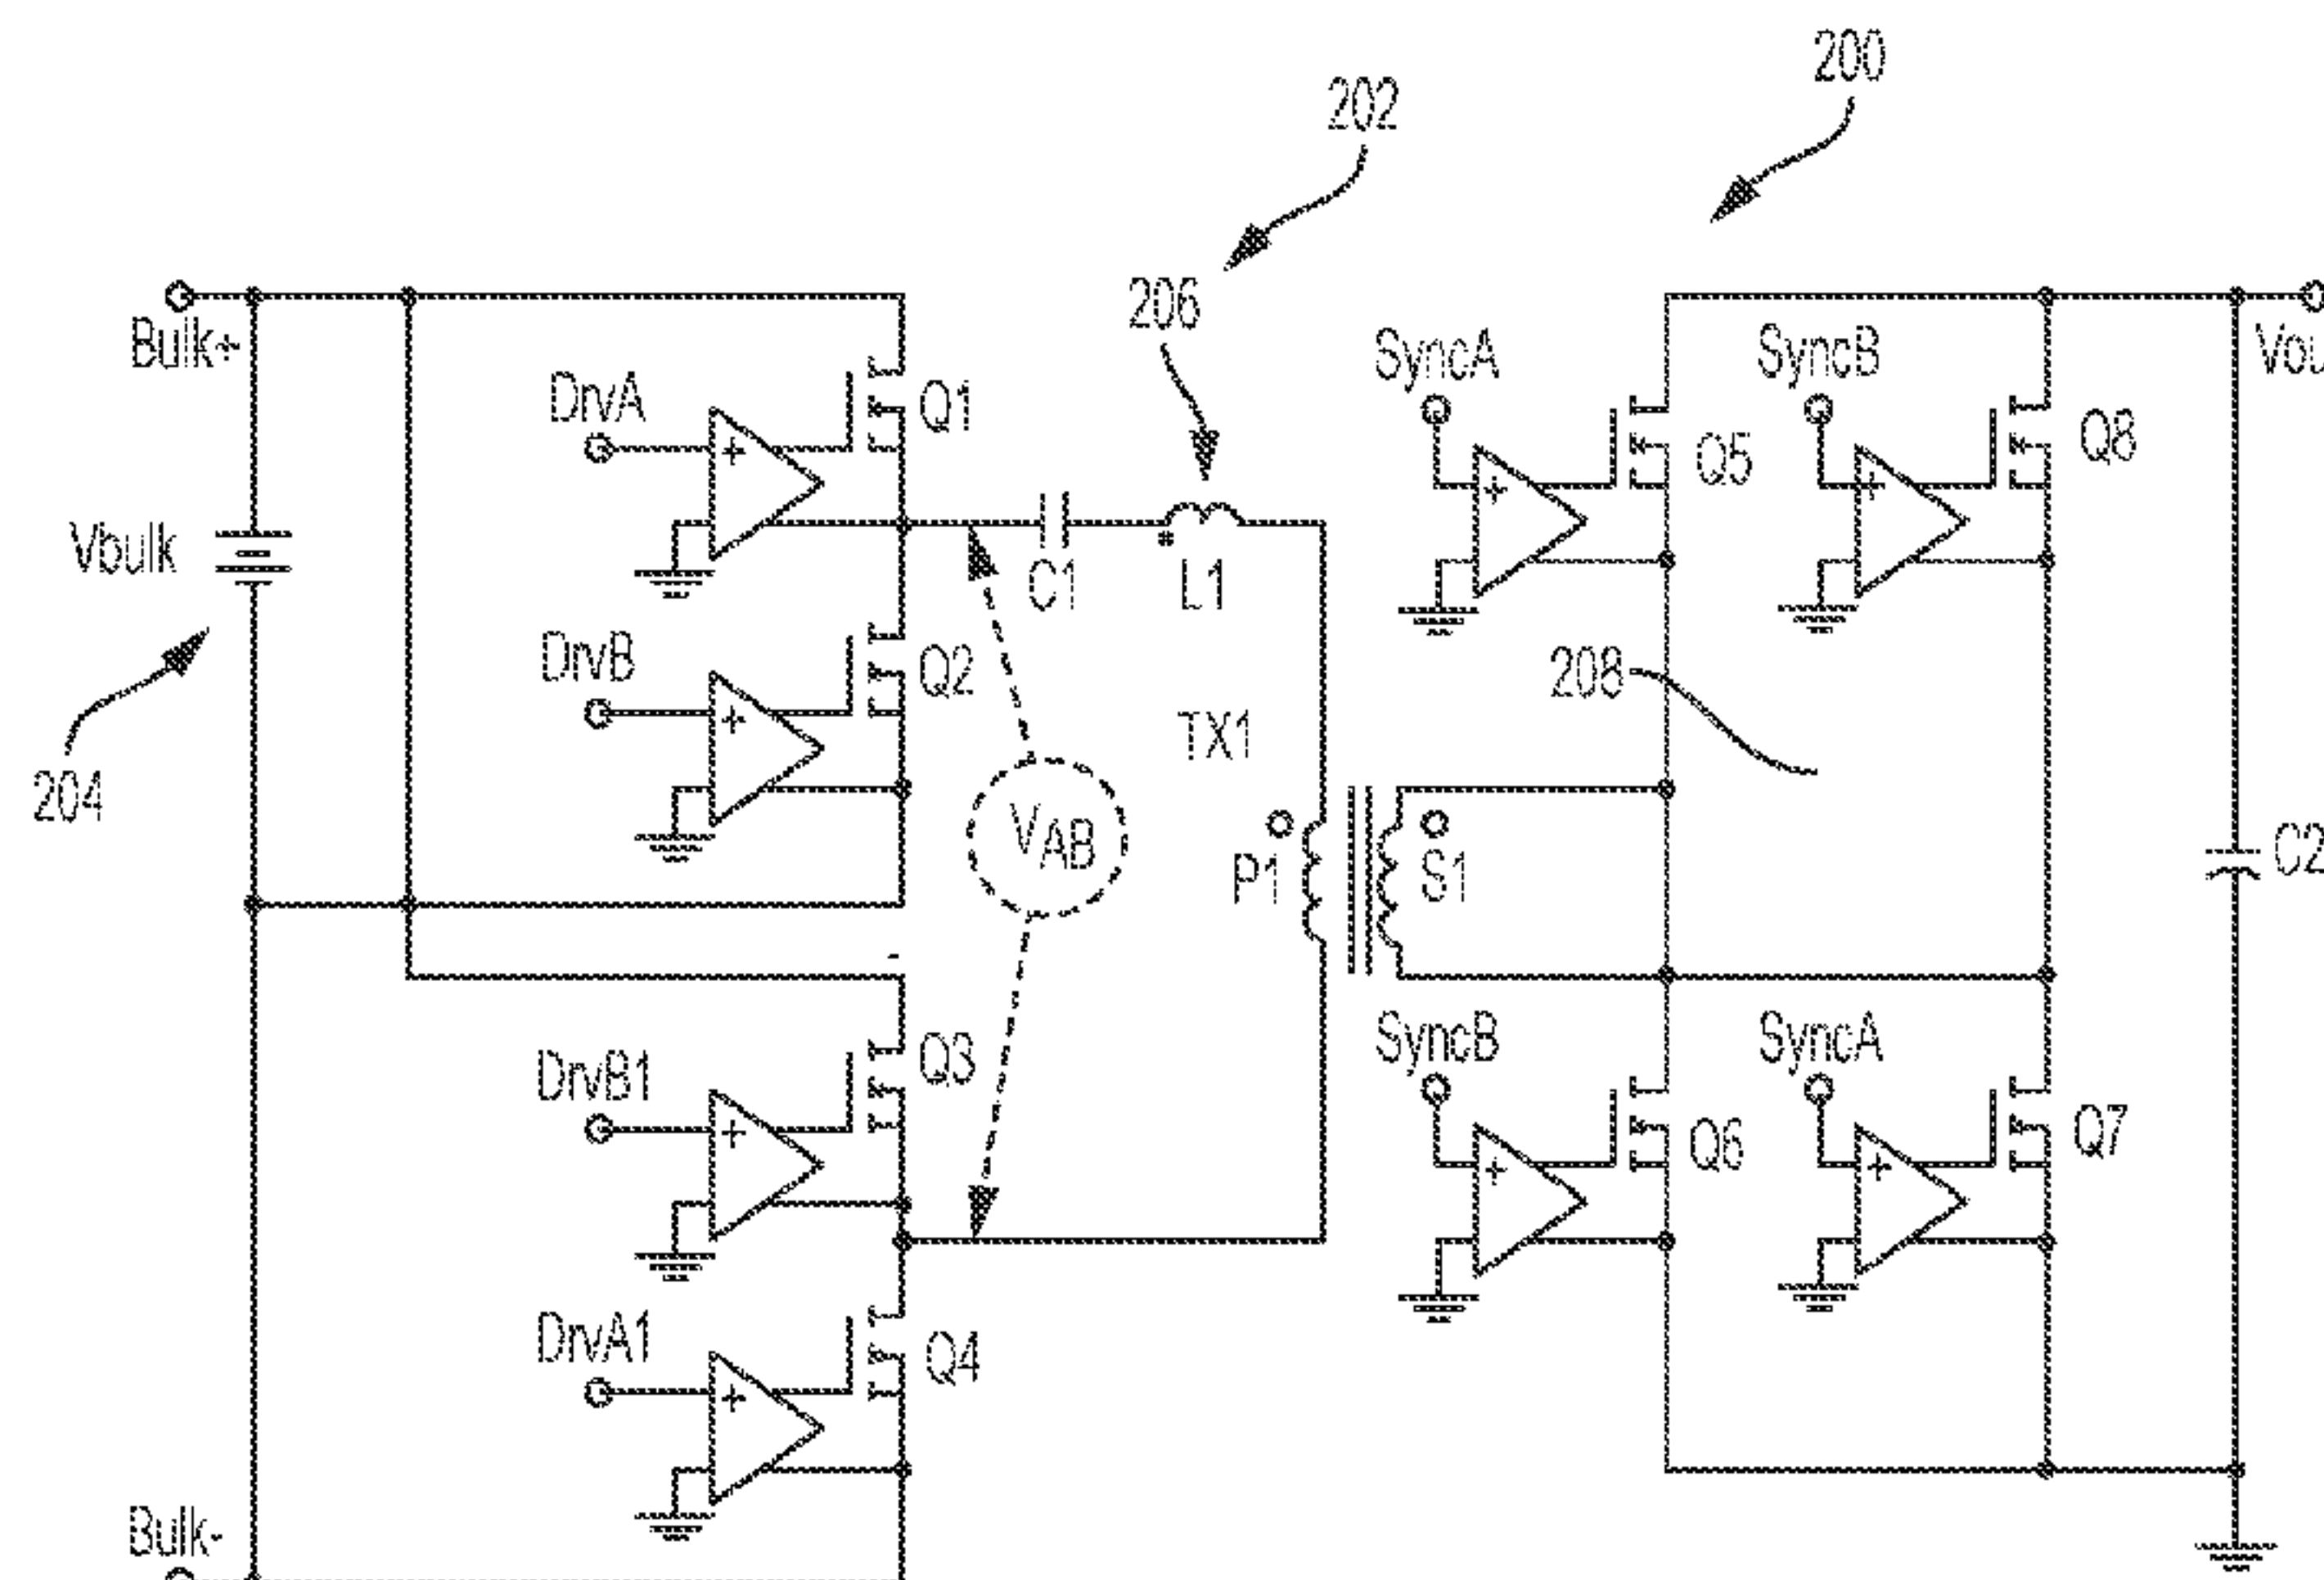 200
202
206
Bulk+
SyncA
SyncB
DrvA
Q1
Q5
Q8
Vbulk
C1
L1
DrvB
Q2
208
TX1
204
VAB
P1
S1
C2
DrvB1
Q3
SyncB
SyncA
Q6
Q7
DrvA1
Q4
Bulk-